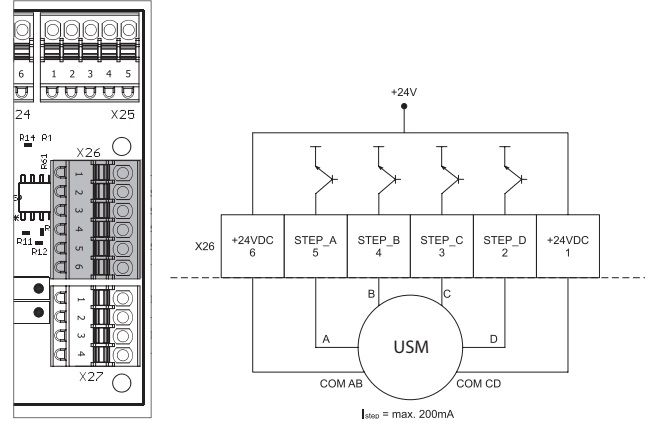 6 1 2 3 4 5
24 X25
R14 R1
X26
R61
1
2
3
4
5
6
R11
R12
1
2
3
4
X27
+24V
X26
+24VDC 6
STEP_A 5
STEP_B 4
STEP_C 3
STEP_D 2
+24VDC 1
B C
A USM D
COM AB COM CD
Istep = max. 200mA